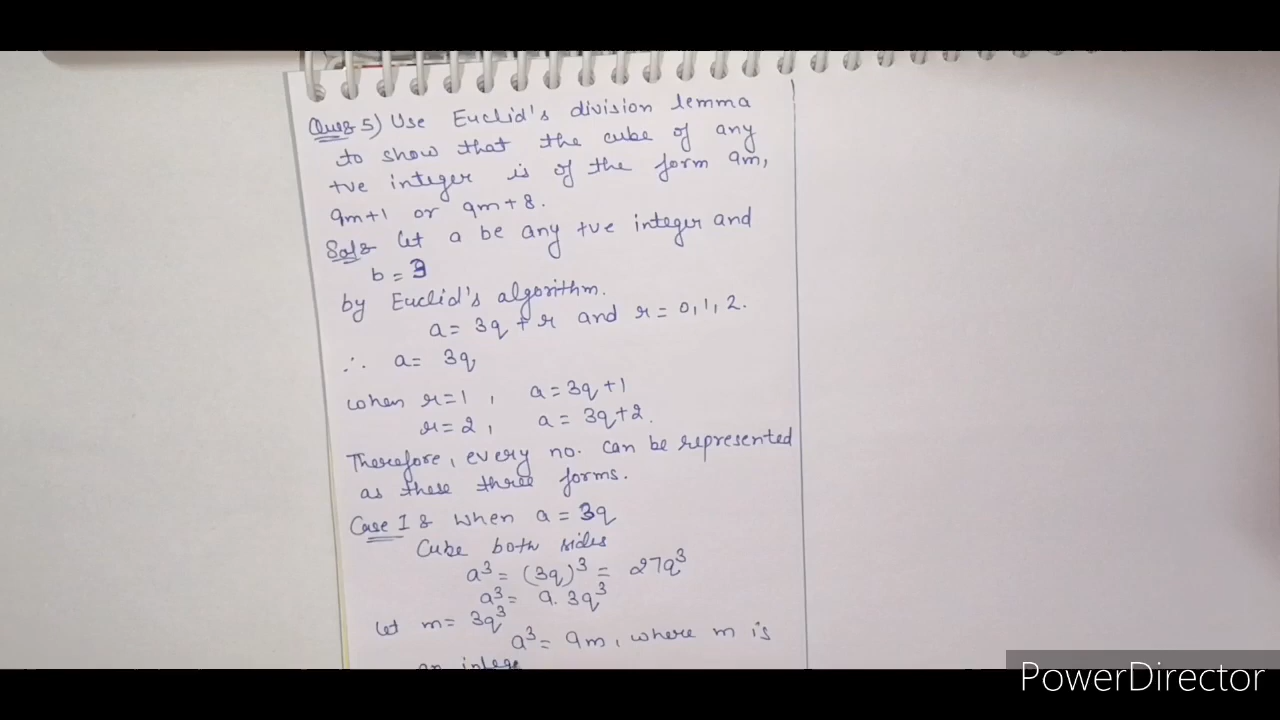 Ques 5) Use Euclid's division lemma
to show that the cube of any
+ve integer is of the form 9m,
9m+1 or 9m+8.
Sol: Let a be any +ve integer and
b = 3
by Euclid's algorithm.
a = 3q + r and r = 0, 1, 2.
∴ a = 3q
when r=1, a = 3q+1
r=2, a = 3q+2.
Therefore, every no. can be represented
as these three forms.
Case I: When a = 3q
Cube both sides
a³ = (3q)³ = 27q³
a³ = 9.3q³
Let m = 3q³
a³ = 9m, where m is
an intege
PowerDirector